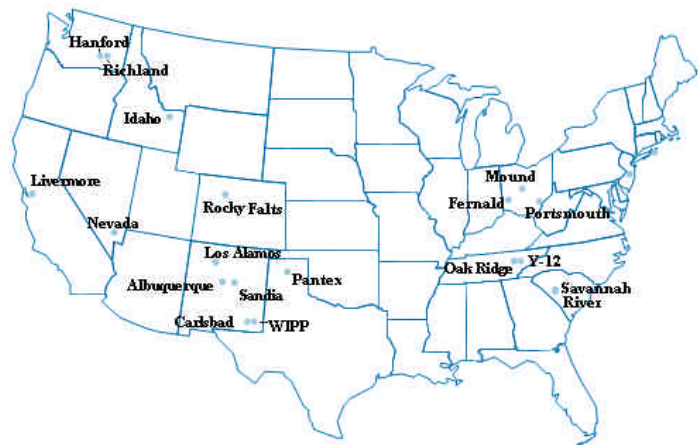 Hanford
Richland
Idaho
Livermore
Nevada
Rocky Falts
Mound
Fernald
Portsmouth
Los Alamos
Albuquerque
Sandia
Pantex
Carlsbad
WIPP
Oak Ridge
Y-12
Savannah
River